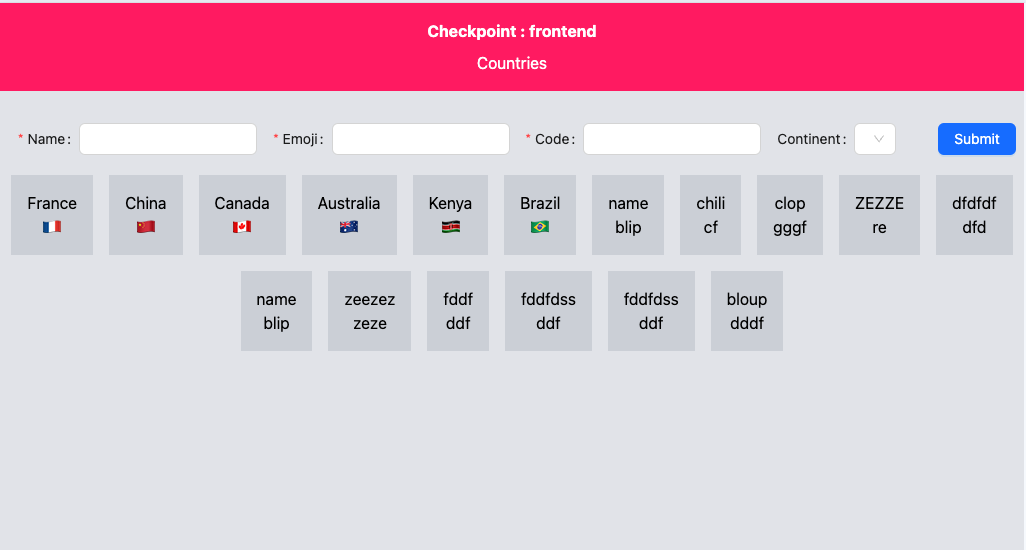 Checkpoint : frontend
Countries
* Name : * Emoji : * Code : Continent : Submit
France China Canada Australia Kenya Brazil name chili clop ZEZZE dfdfdf
🇫🇷 🇨🇳 🇨🇦 🇦🇺 🇰🇪 🇧🇷 blip cf gggf re dfd
name zeezez fddf fddfdss fddfdss bloup
blip zeze ddf ddf ddf dddf